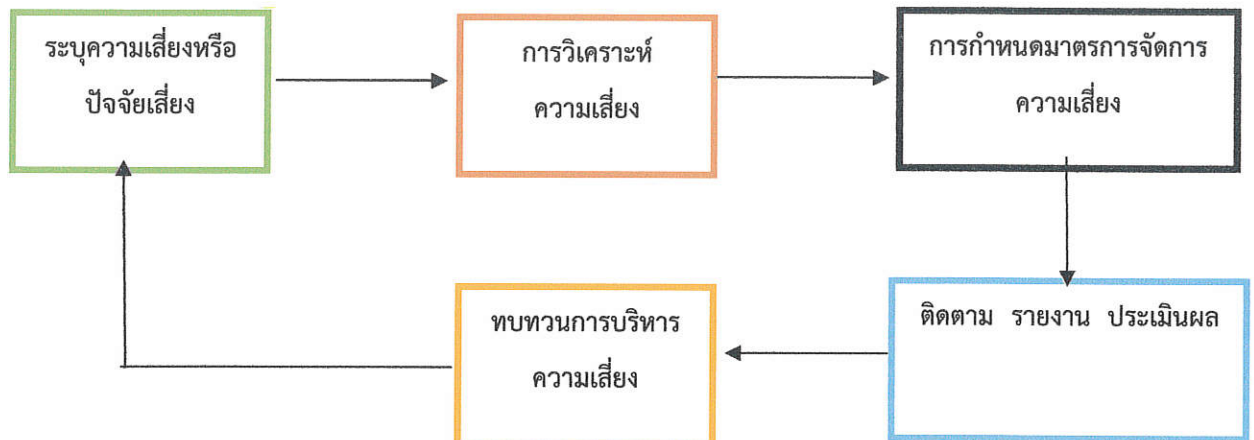 ระบุความเสี่ยงหรือ
ปัจจัยเสี่ยง
การวิเคราะห์
ความเสี่ยง
การกำหนดมาตรการจัดการ
ความเสี่ยง
ติดตาม รายงาน ประเมินผล
ทบทวนการบริหาร
ความเสี่ยง